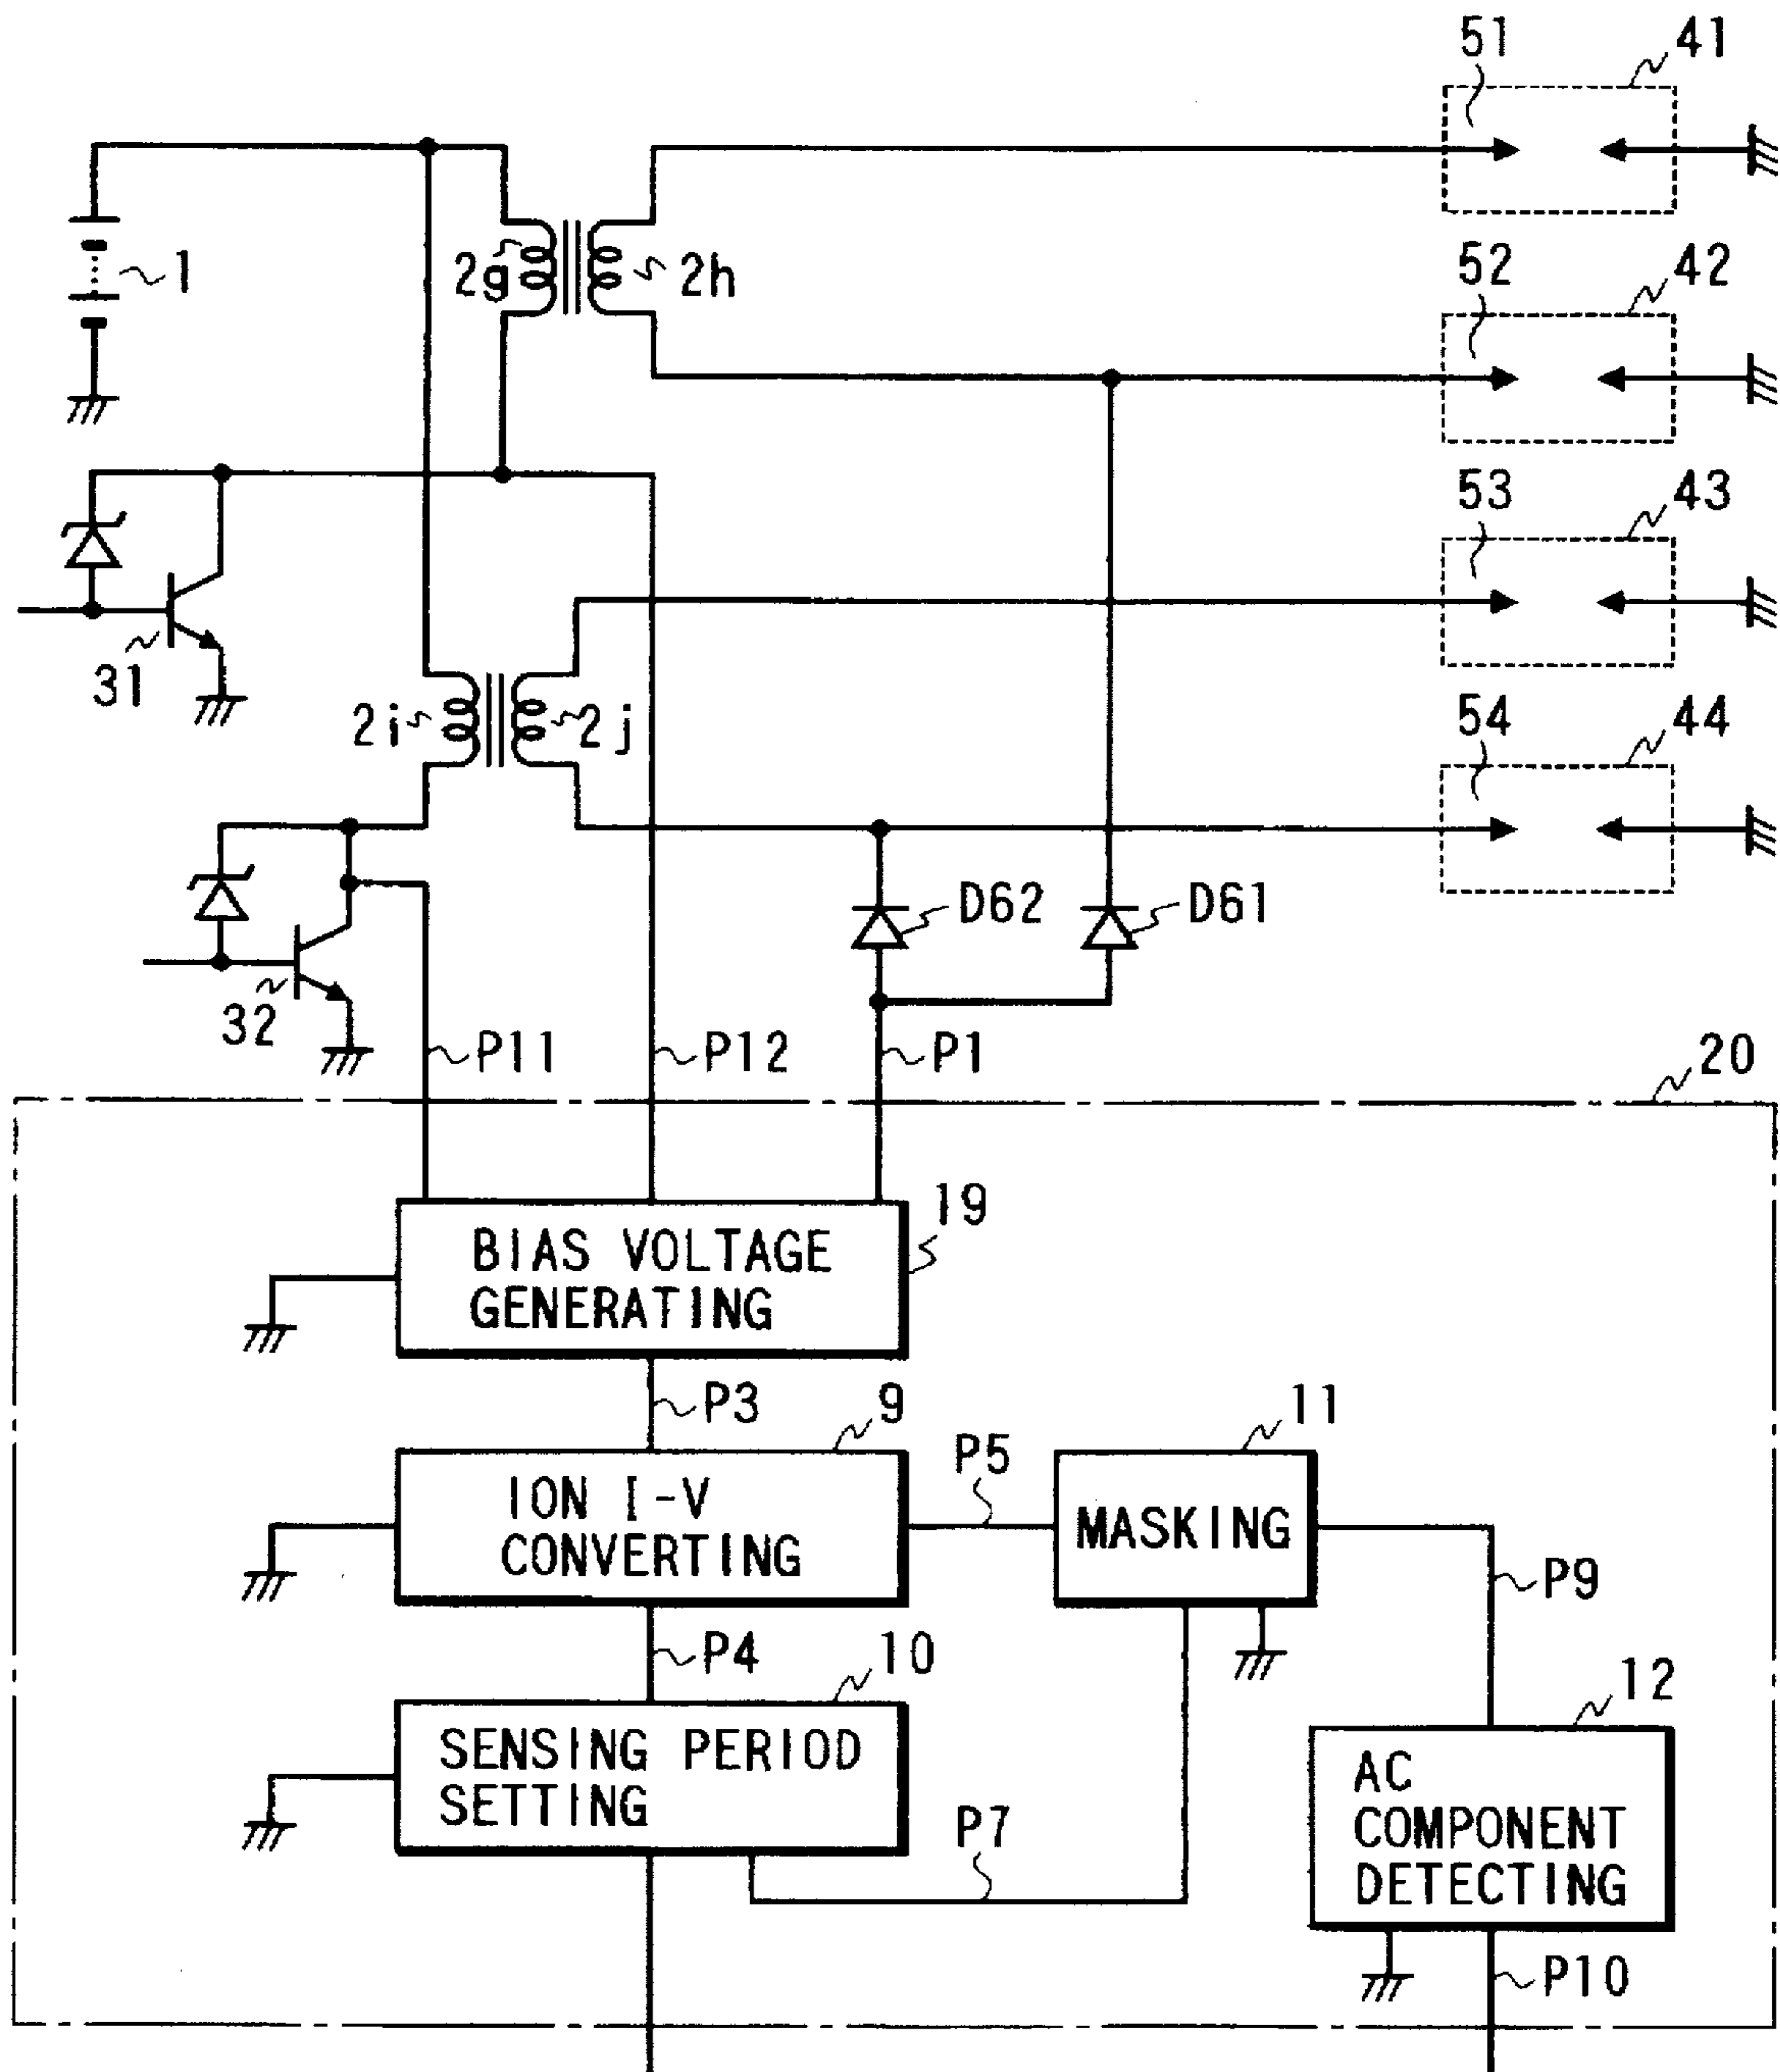 51
41
1
2g
2h
52
42
53
43
31
2i
2j
54
44
D62
D61
32
P11
P12
P1
20
19
BIAS VOLTAGE
GENERATING
P3
9
11
P5
ION I-V
CONVERTING
MASKING
P9
P4
10
12
SENSING PERIOD
SETTING
P7
AC
COMPONENT
DETECTING
P10